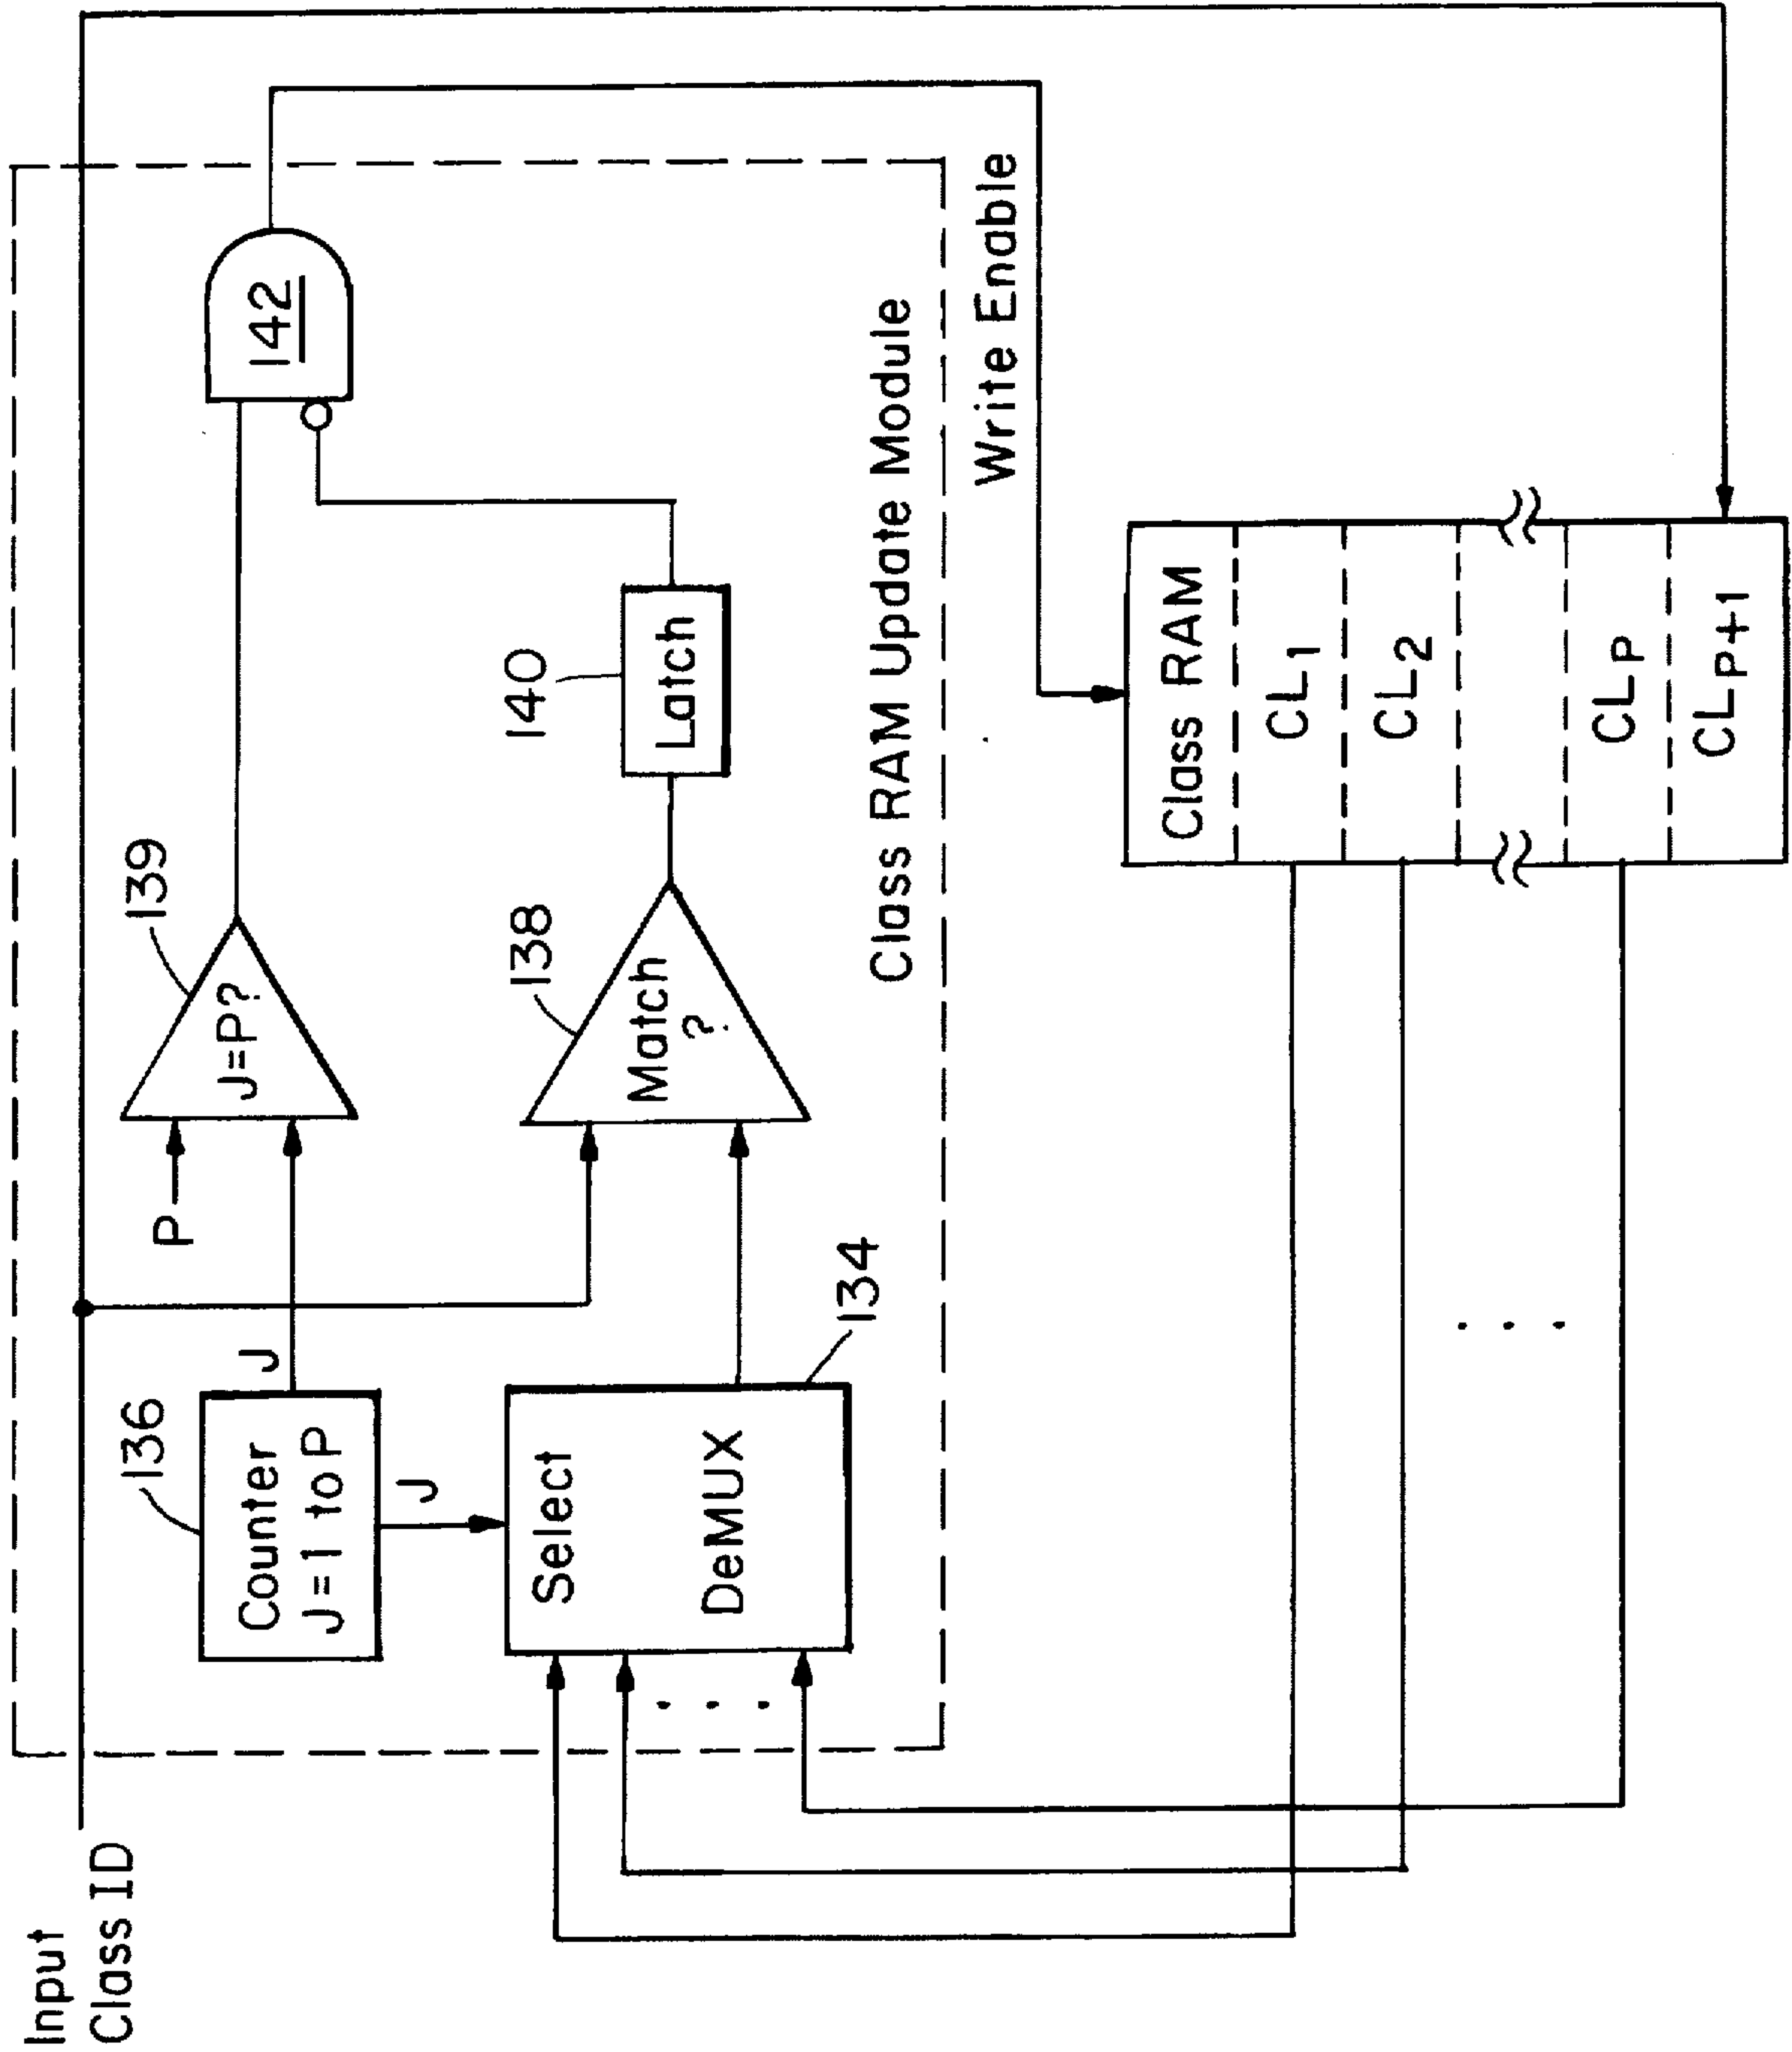 Input
Class ID
136
Counter
J=1 to P
J
J
P
139
J=P?
142
Select
DeMUX
134
138
Match
?
140
Latch
Class RAM Update Module
Write Enable
Class RAM
CL1
CL2
CLP
CLP+1